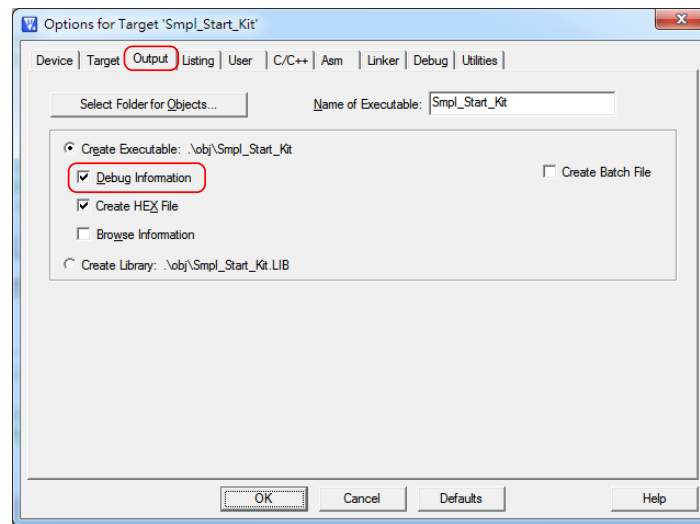 Options for Target 'Smpl_Start_Kit'
Device Target Output Listing User C/C++ Asm Linker Debug Utilities
Select Folder for Objects... Name of Executable: Smpl_Start_Kit
Create Executable: .\obj\Smpl_Start_Kit
Debug Information Create Batch File
Create HEX File
Browse Information
Create Library: .\obj\Smpl_Start_Kit.LIB
OK Cancel Defaults Help